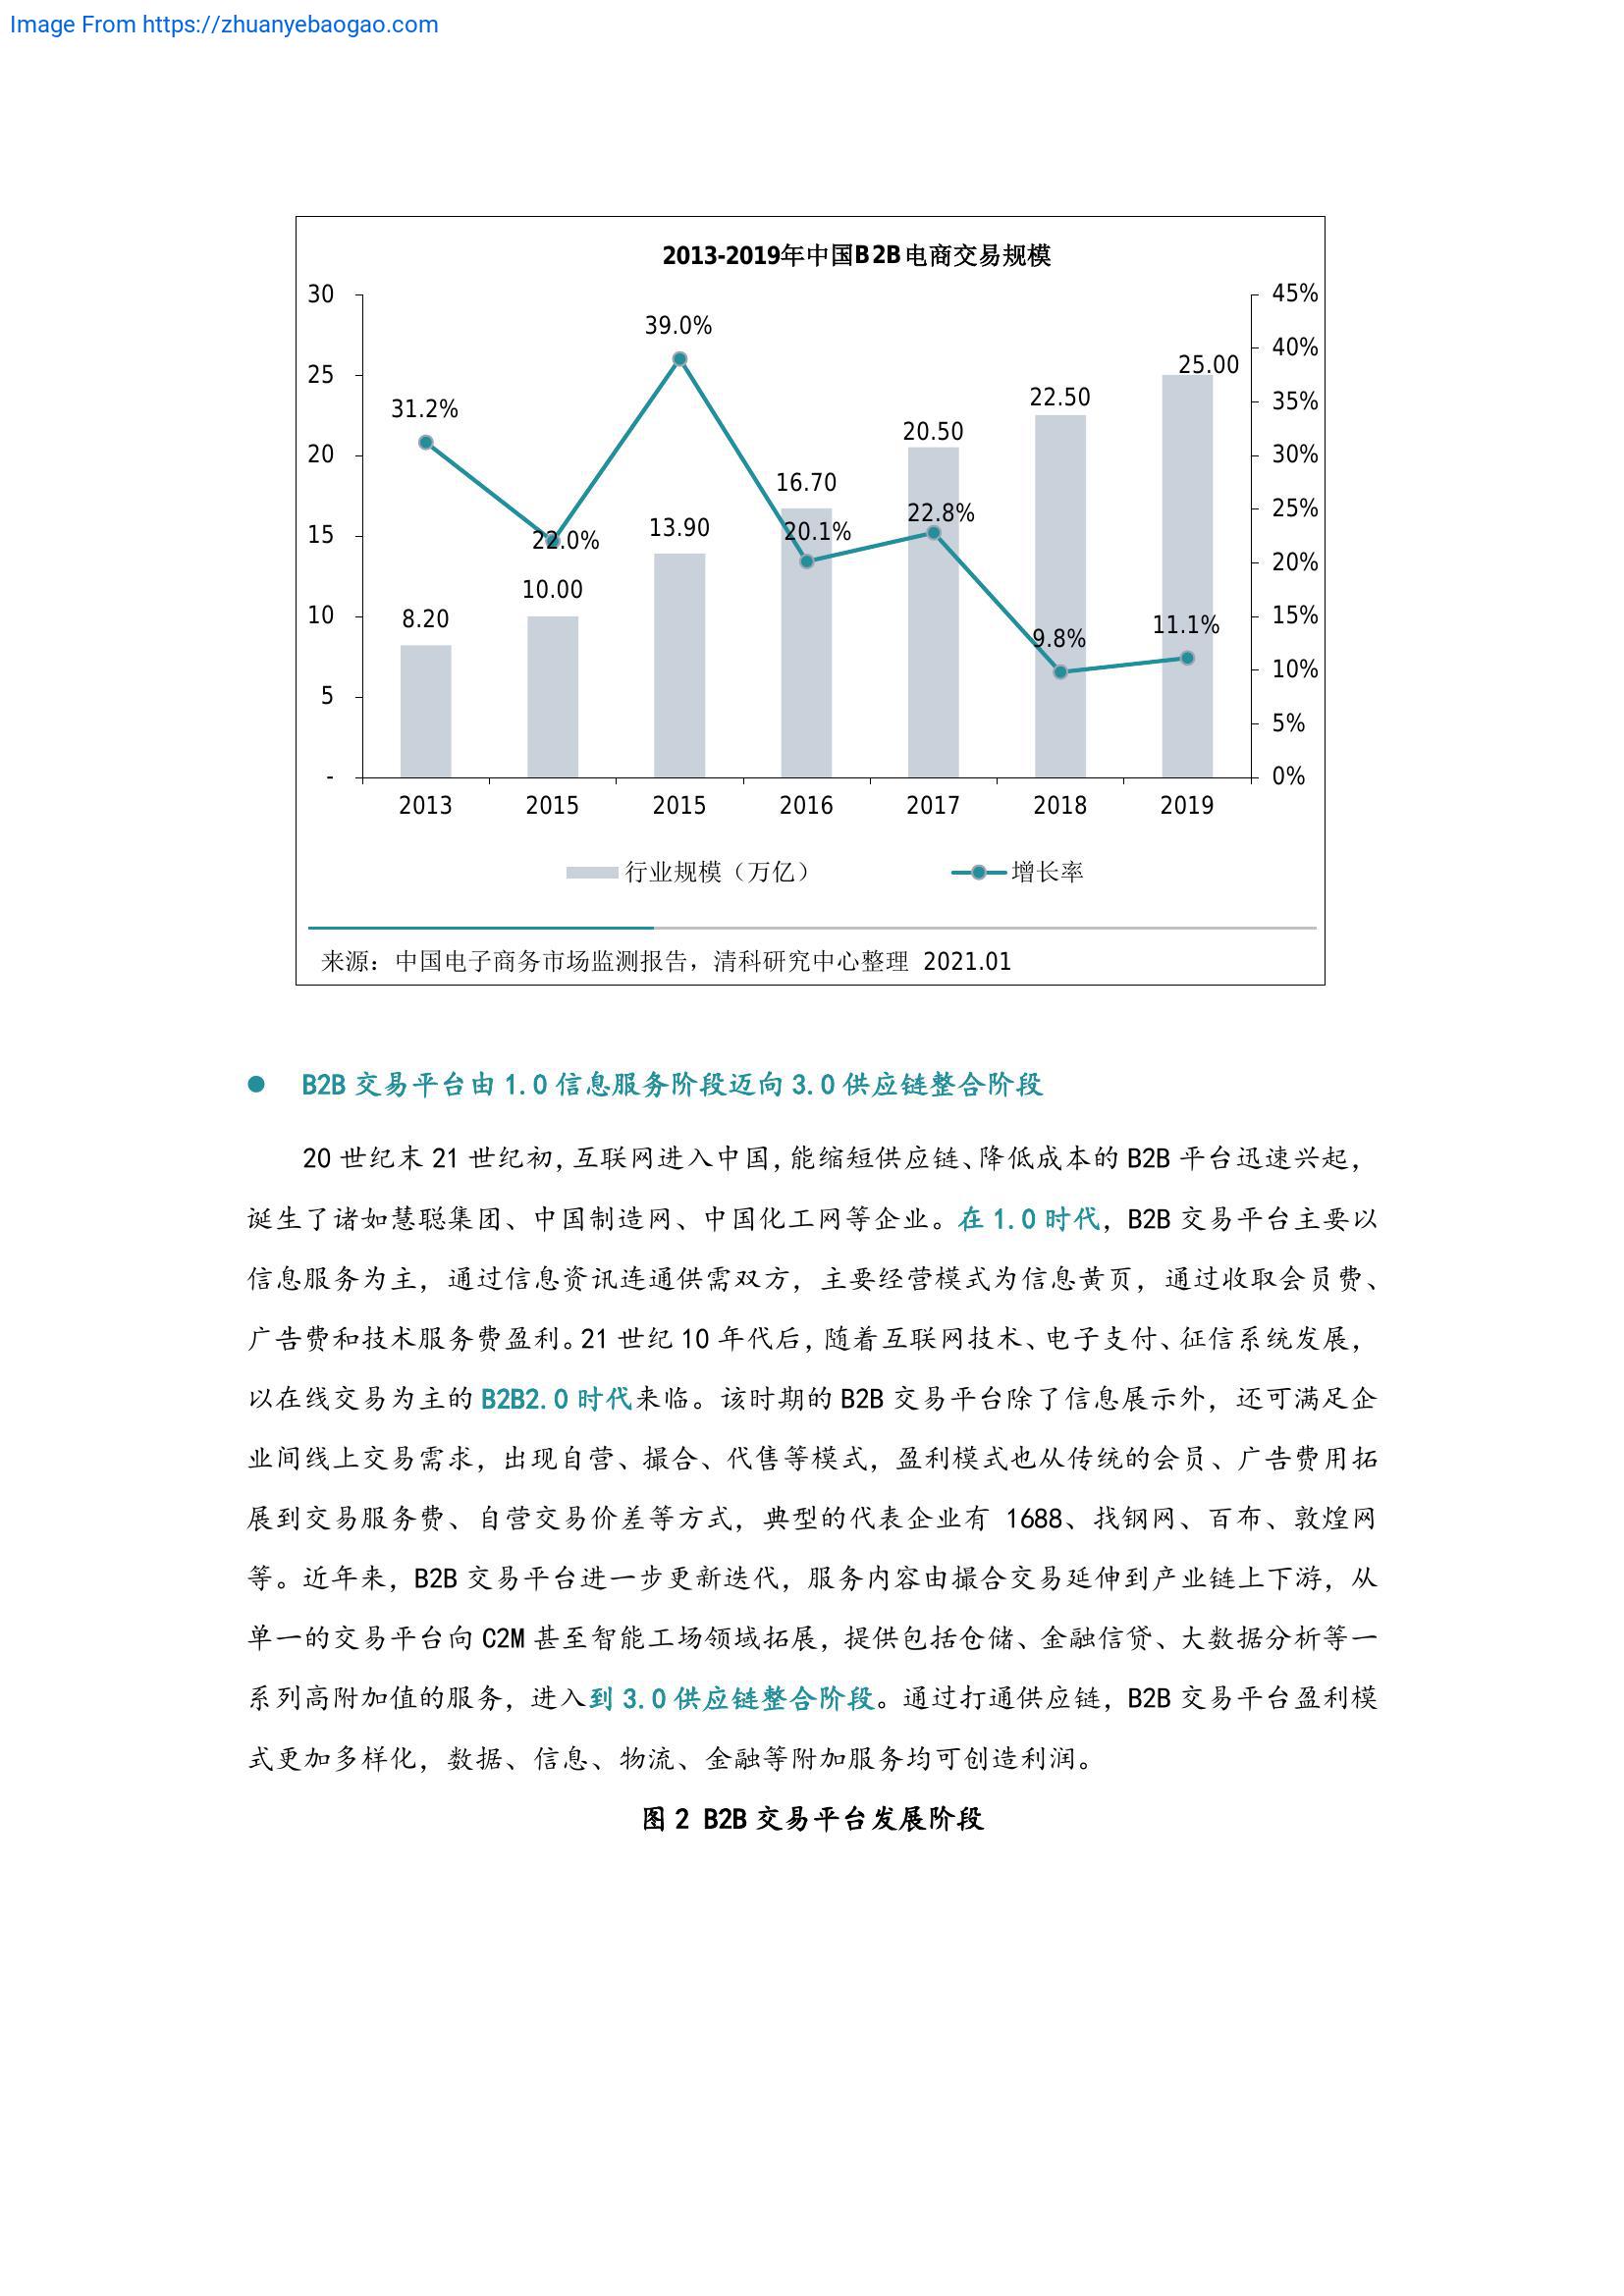 Image From https://zhuanyebaogao.com
2013-2019年中国B2B电商交易规模
30
25
20
15
10
5
-
45%
40%
35%
30%
25%
20%
15%
10%
5%
0%
31.2%
22.0%
39.0%
20.1%
22.8%
9.8%
11.1%
8.20
10.00
13.90
16.70
20.50
22.50
25.00
2013 2015 2015 2016 2017 2018 2019
行业规模（万亿） 增长率
来源：中国电子商务市场监测报告，清科研究中心整理 2021.01
● B2B 交易平台由 1.0 信息服务阶段迈向 3.0 供应链整合阶段
20 世纪末 21 世纪初，互联网进入中国，能缩短供应链、降低成本的 B2B 平台迅速兴起，
诞生了诸如慧聪集团、中国制造网、中国化工网等企业。在 1.0 时代，B2B 交易平台主要以
信息服务为主，通过信息资讯连通供需双方，主要经营模式为信息黄页，通过收取会员费、
广告费和技术服务费盈利。21 世纪 10 年代后，随着互联网技术、电子支付、征信系统发展，
以在线交易为主的 B2B2.0 时代来临。该时期的 B2B 交易平台除了信息展示外，还可满足企
业间线上交易需求，出现自营、撮合、代售等模式，盈利模式也从传统的会员、广告费用拓
展到交易服务费、自营交易价差等方式，典型的代表企业有 1688、找钢网、百布、敦煌网
等。近年来，B2B 交易平台进一步更新迭代，服务内容由撮合交易延伸到产业链上下游，从
单一的交易平台向 C2M 甚至智能工场领域拓展，提供包括仓储、金融信贷、大数据分析等一
系列高附加值的服务，进入到 3.0 供应链整合阶段。通过打通供应链，B2B 交易平台盈利模
式更加多样化，数据、信息、物流、金融等附加服务均可创造利润。
图 2 B2B 交易平台发展阶段